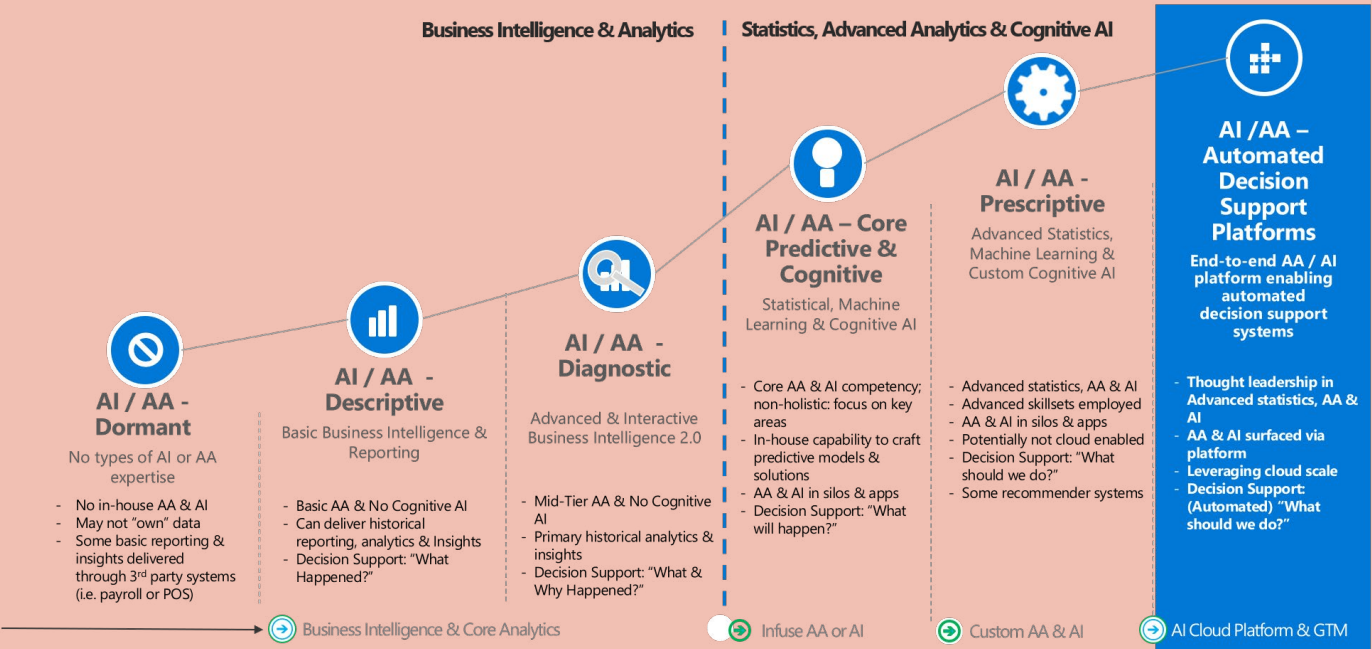 Business Intelligence & Analytics
Statistics, Advanced Analytics & Cognitive AI
AI / AA -
Dormant
No types of AI or AA
expertise
- No in-house AA & AI
- May not "own" data
- Some basic reporting &
insights delivered
through 3rd party systems
(i.e. payroll or POS)
AI / AA -
Descriptive
Basic Business Intelligence &
Reporting
- Basic AA & No Cognitive AI
- Can deliver historical
reporting, analytics & Insights
- Decision Support: "What
Happened?"
AI / AA -
Diagnostic
Advanced & Interactive
Business Intelligence 2.0
- Mid-Tier AA & No Cognitive
AI
- Primary historical analytics &
insights
- Decision Support: "What &
Why Happened?"
AI / AA – Core
Predictive &
Cognitive
Statistical, Machine
Learning & Cognitive AI
- Core AA & AI competency;
non-holistic: focus on key
areas
- In-house capability to craft
predictive models &
solutions
- AA & AI in silos & apps
- Decision Support: "What
will happen?"
AI / AA -
Prescriptive
Advanced Statistics,
Machine Learning &
Custom Cognitive AI
- Advanced statistics, AA & AI
- Advanced skillsets employed
- AA & AI in silos & apps
- Potentially not cloud enabled
- Decision Support: "What
should we do?"
- Some recommender systems
AI /AA –
Automated
Decision
Support
Platforms
End-to-end AA / AI
platform enabling
automated
decision support
systems
- Thought leadership in
Advanced statistics, AA &
AI
- AA & AI surfaced via
platform
- Leveraging cloud scale
- Decision Support:
(Automated) "What
should we do?"
Business Intelligence & Core Analytics
Infuse AA or AI
Custom AA & AI
AI Cloud Platform & GTM